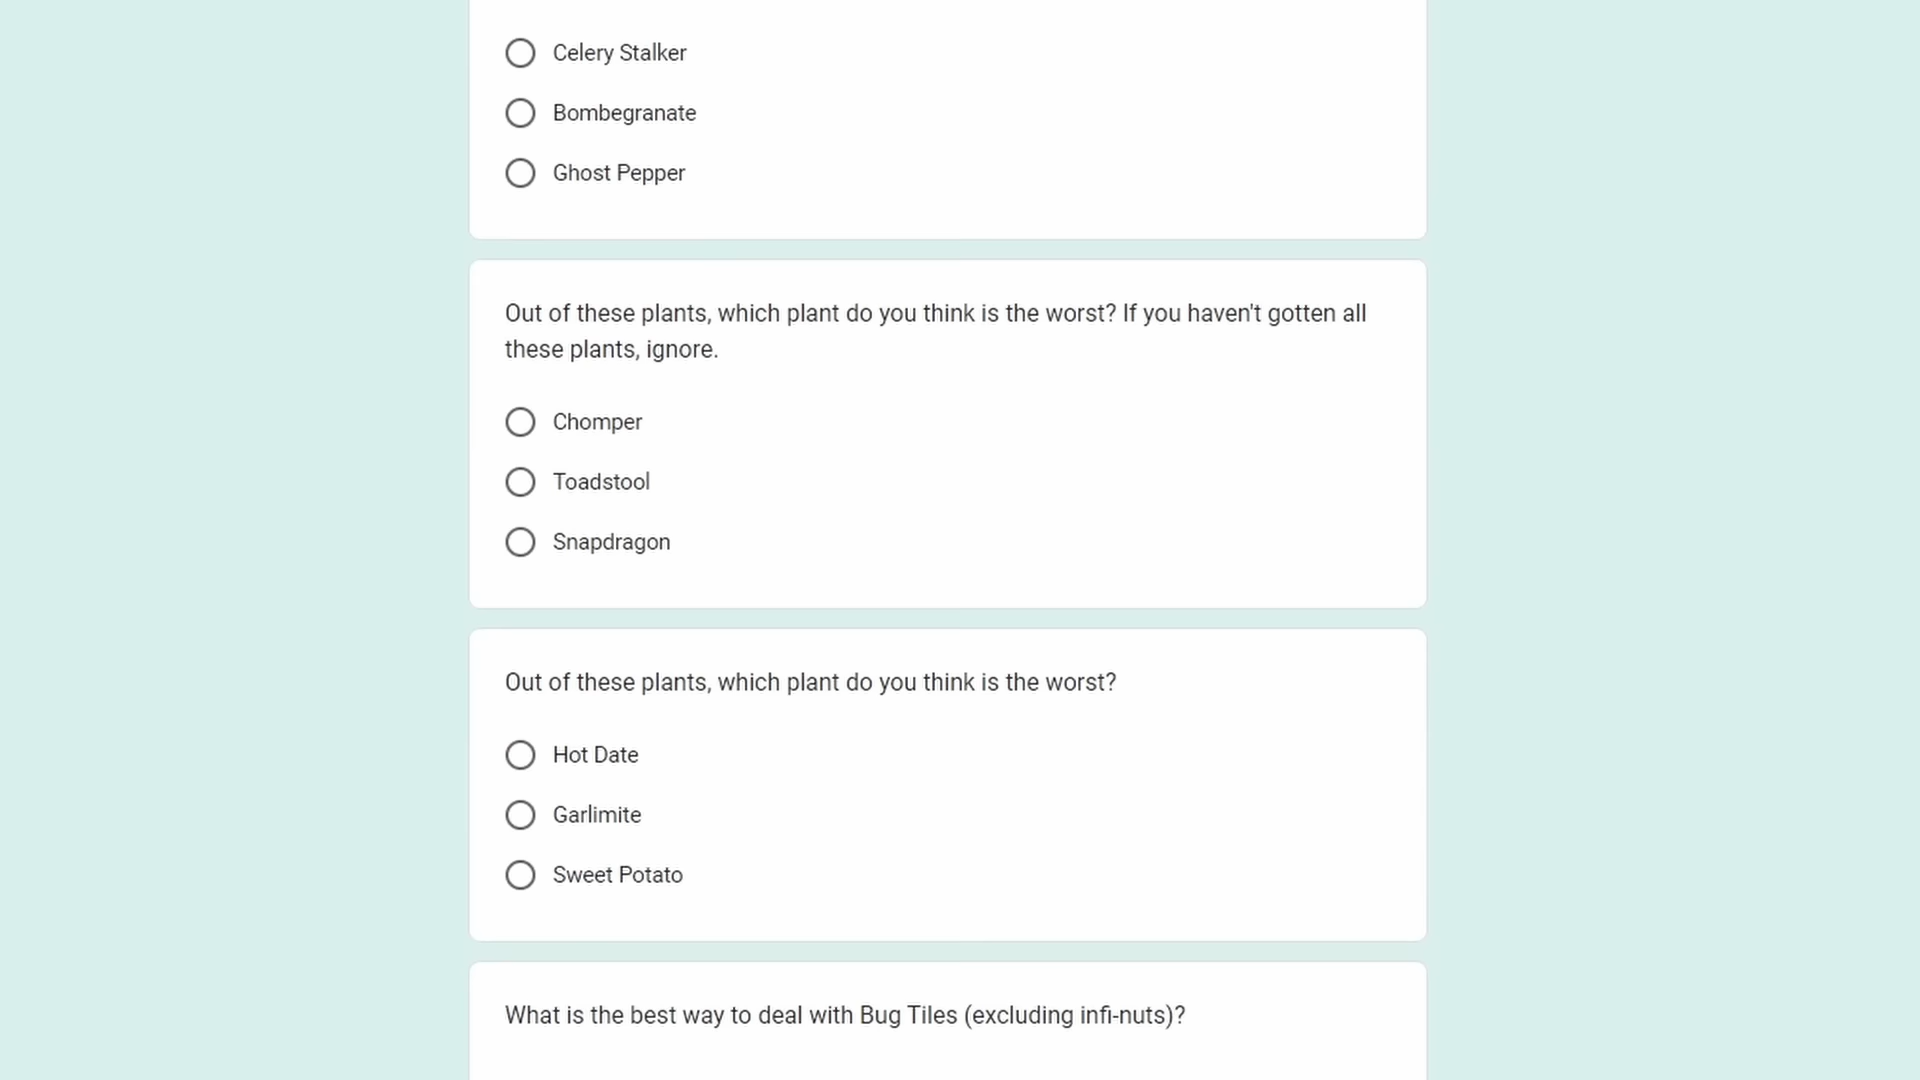 Celery Stalker
Bombegranate
Ghost Pepper
Out of these plants, which plant do you think is the worst? If you haven't gotten all
these plants, ignore.
Chomper
Toadstool
Snapdragon
Out of these plants, which plant do you think is the worst?
Hot Date
Garlimite
Sweet Potato
What is the best way to deal with Bug Tiles (excluding infi-nuts)?